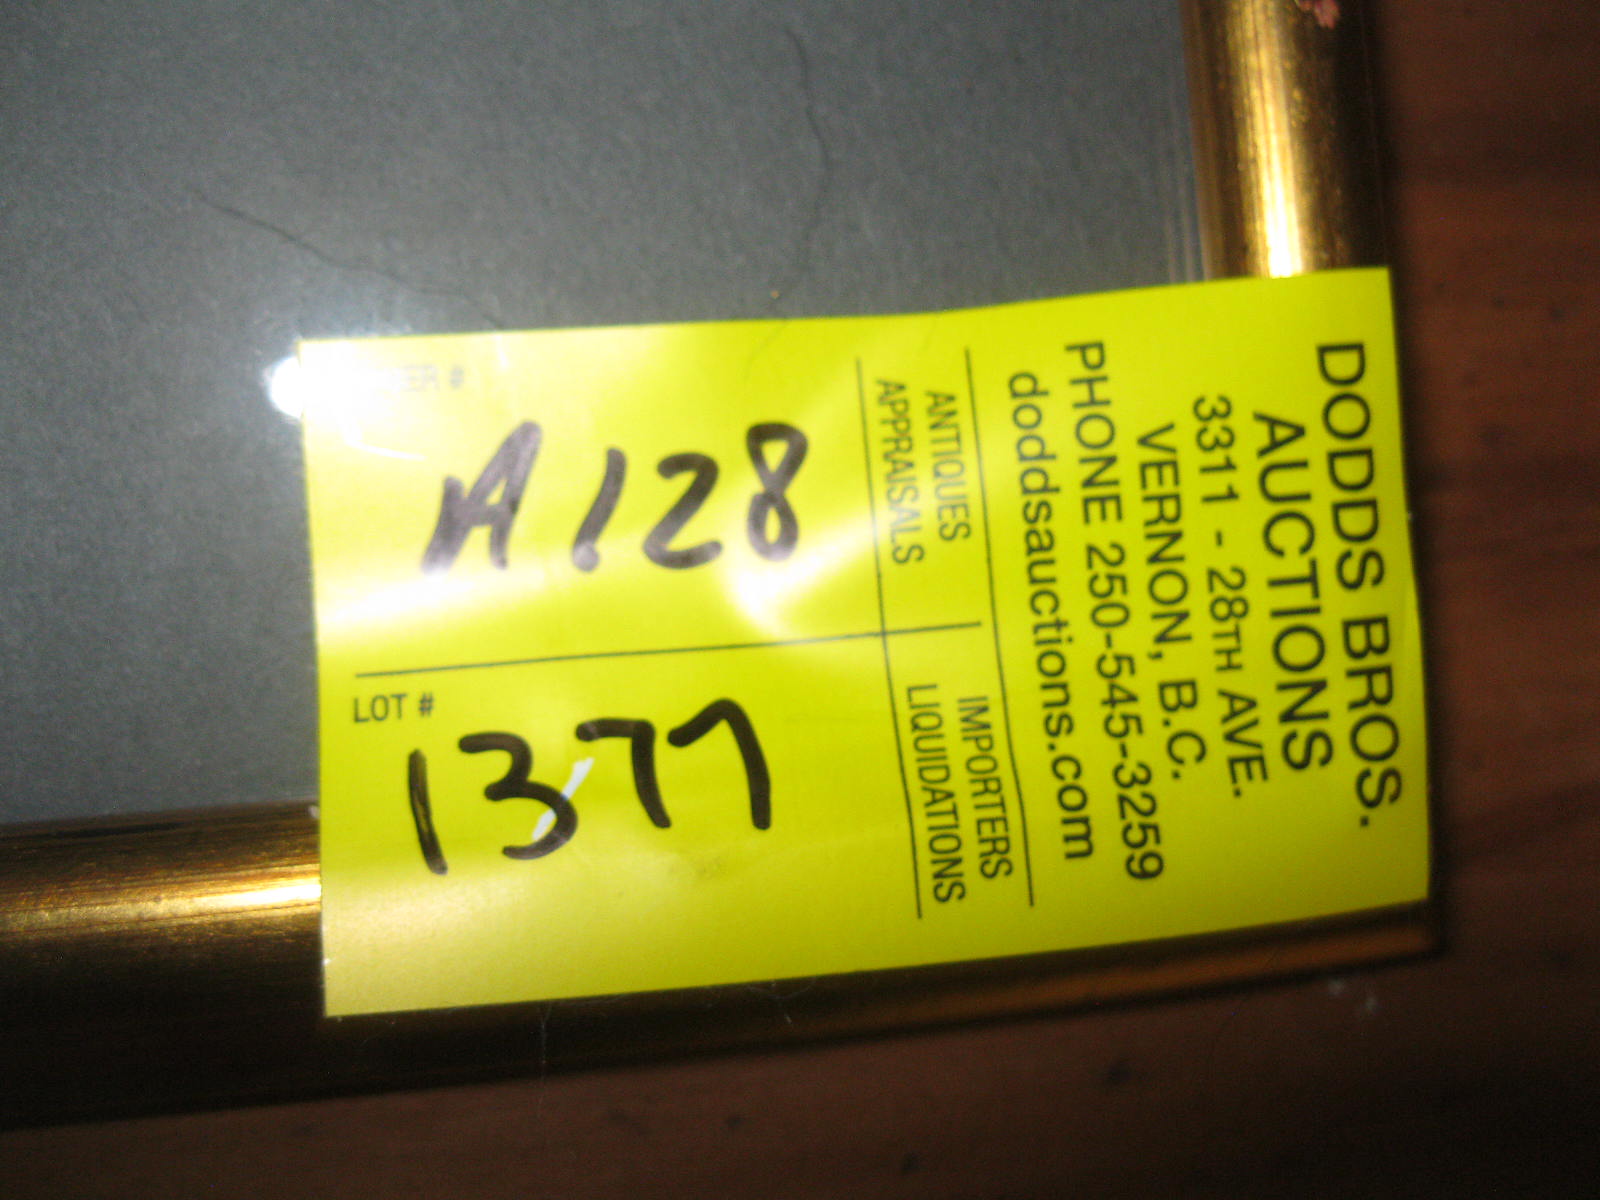 DODDS BROS.
AUCTIONS
3311 - 28TH AVE.
VERNON, B.C.
PHONE 250-545-3259
doddsauctions.com
ANTIQUES
APPRAISALS
IMPORTERS
LIQUIDATIONS
#
A128
LOT #
1377